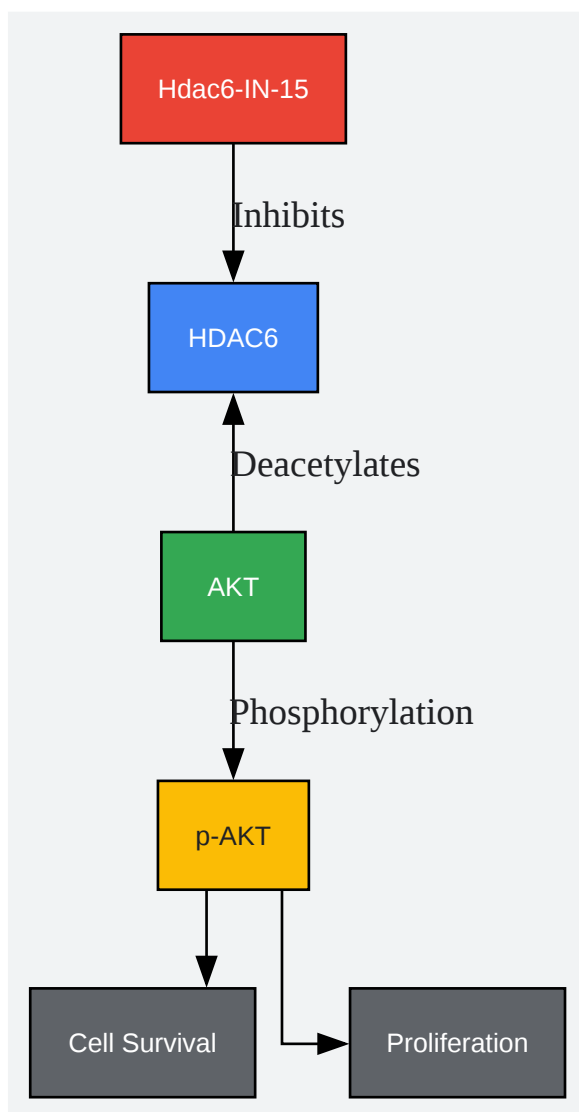 Hdac6-IN-15
Inhibits
HDAC6
Deacetylates
AKT
Phosphorylation
p-AKT
Cell Survival
Proliferation